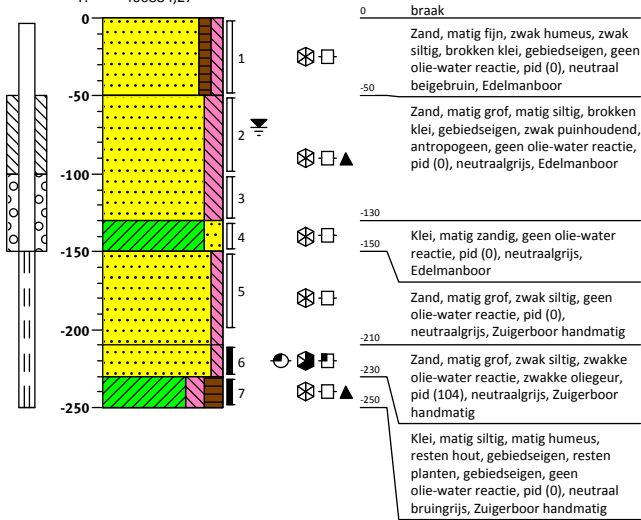 0
-50
-100
-150
-200
-250
1
2
3
4
5
6
7
0 braak
Zand, matig fijn, zwak humeus, zwak
siltig, brokken klei, gebiedseigen, geen
olie-water reactie, pid (0), neutraal
beigebruin, Edelmanboor
-50
Zand, matig grof, matig siltig, brokken
klei, gebiedseigen, zwak puinhoudend,
antropogeen, geen olie-water reactie,
pid (0), neutraalgrijs, Edelmanboor
-130
Klei, matig zandig, geen olie-water
reactie, pid (0), neutraalgrijs,
Edelmanboor
-150
Zand, matig grof, zwak siltig, geen
olie-water reactie, pid (0),
neutraalgrijs, Zuigerboor handmatig
-210
Zand, matig grof, zwak siltig, zwakke
olie-water reactie, zwakke oliegeur,
pid (104), neutraalgrijs, Zuigerboor
handmatig
-230
Klei, matig siltig, matig humeus,
resten hout, gebiedseigen, resten
planten, gebiedseigen, geen
olie-water reactie, pid (0), neutraal
bruingrijs, Zuigerboor handmatig
-250